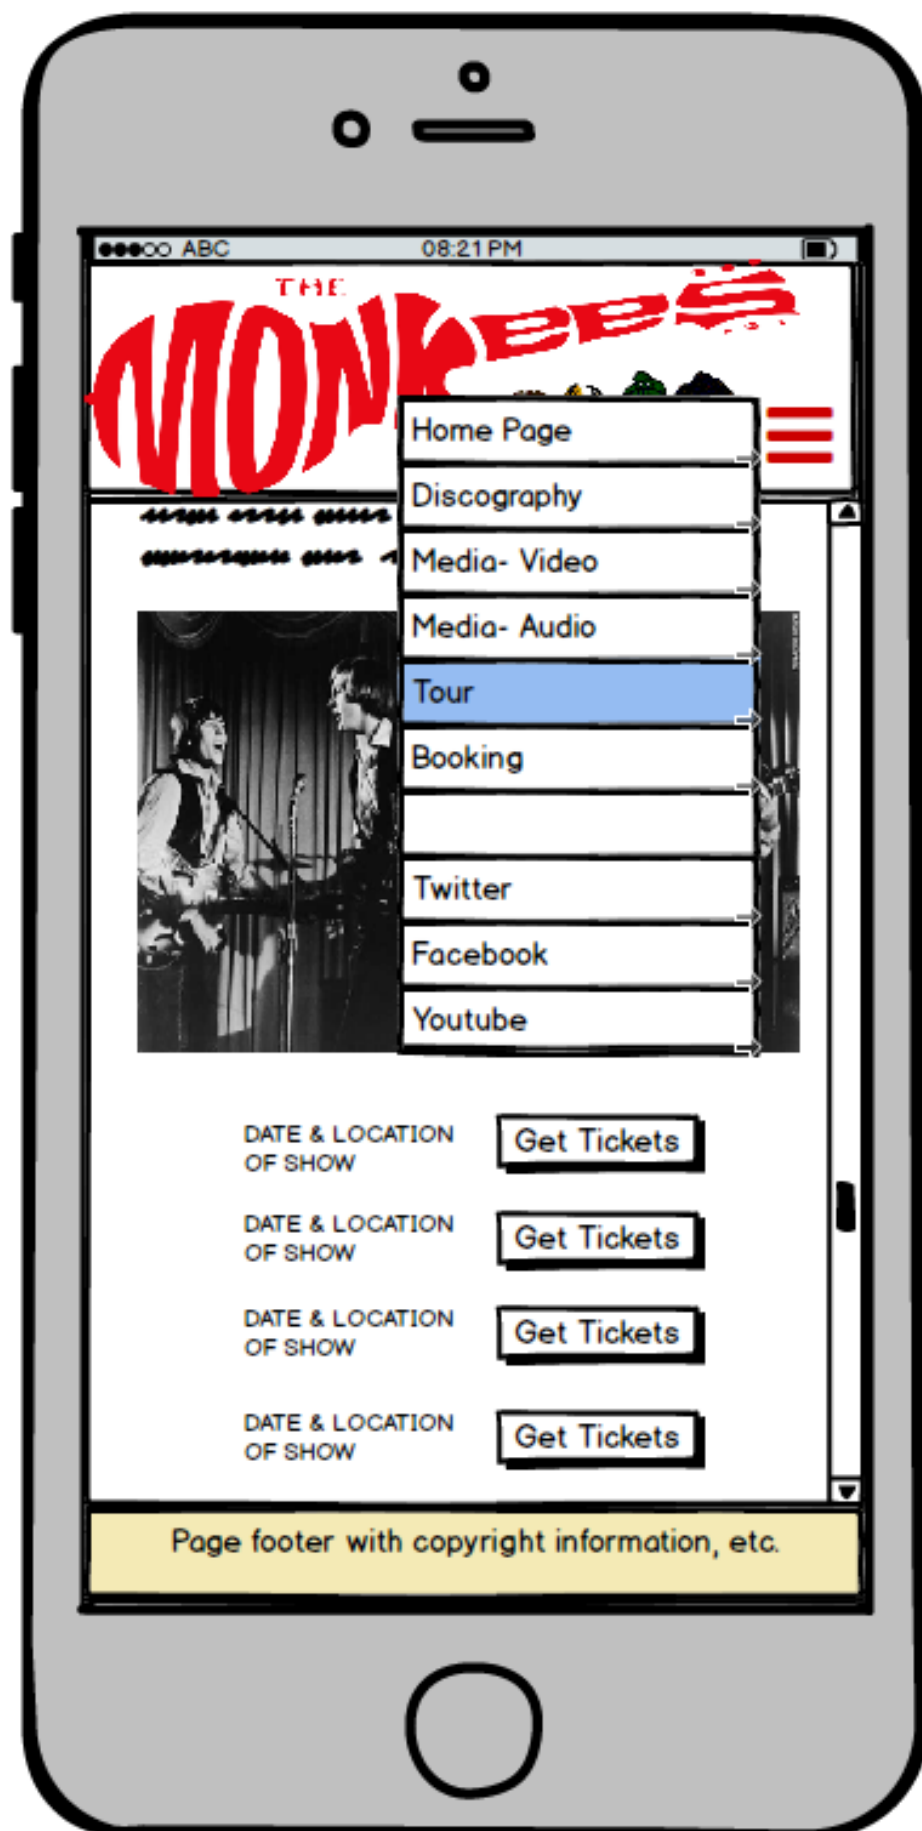 ABC 08:21 PM
THE
MONKEES
Home Page
Discography
Media- Video
Media- Audio
Tour
Booking
Twitter
Facebook
Youtube
DATE & LOCATION
OF SHOW
Get Tickets
DATE & LOCATION
OF SHOW
Get Tickets
DATE & LOCATION
OF SHOW
Get Tickets
DATE & LOCATION
OF SHOW
Get Tickets
Page footer with copyright information, etc.